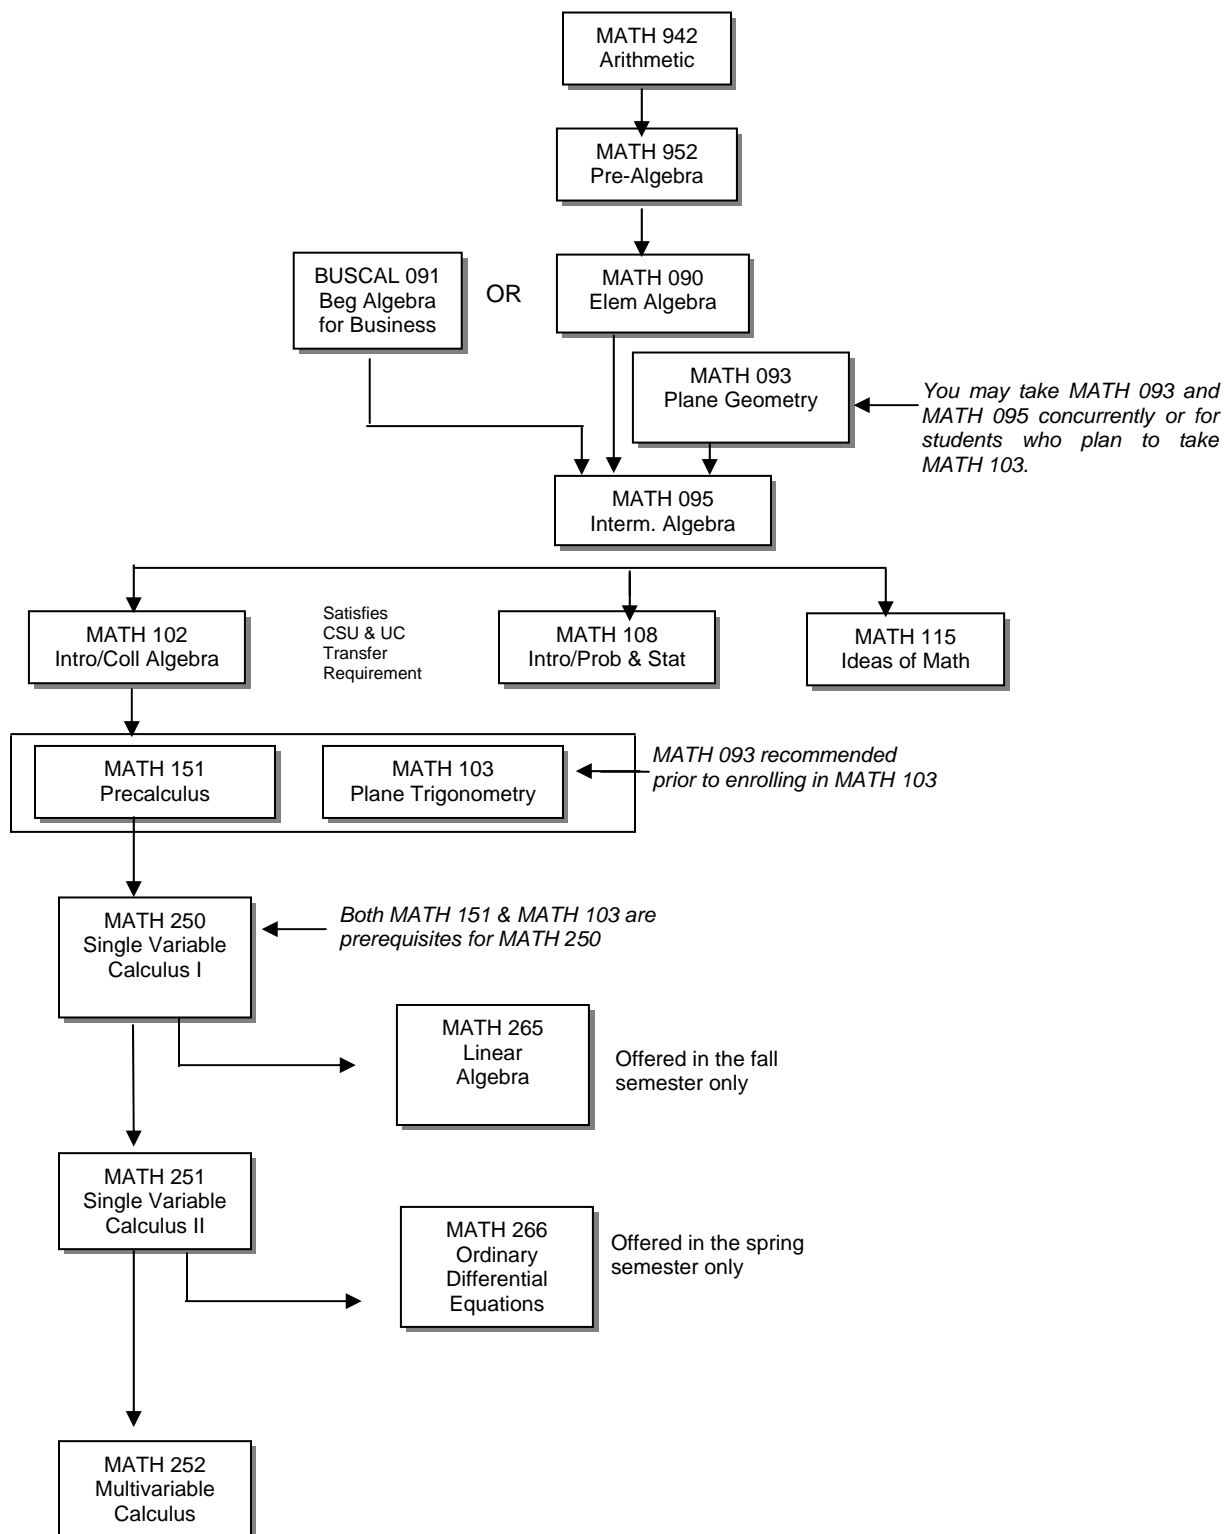 MATH 942
Arithmetic
MATH 952
Pre-Algebra
BUSCAL 091
Beg Algebra
for Business
OR
MATH 090
Elem Algebra
MATH 093
Plane Geometry
You may take MATH 093 and
MATH 095 concurrently or for
students who plan to take
MATH 103.
MATH 095
Interm. Algebra
MATH 102
Intro/Coll Algebra
Satisfies
CSU & UC
Transfer
Requirement
MATH 108
Intro/Prob & Stat
MATH 115
Ideas of Math
MATH 151
Precalculus
MATH 103
Plane Trigonometry
MATH 093 recommended
prior to enrolling in MATH 103
MATH 250
Single Variable
Calculus I
Both MATH 151 & MATH 103 are
prerequisites for MATH 250
MATH 265
Linear
Algebra
Offered in the fall
semester only
MATH 251
Single Variable
Calculus II
MATH 266
Ordinary
Differential
Equations
Offered in the spring
semester only
MATH 252
Multivariable
Calculus